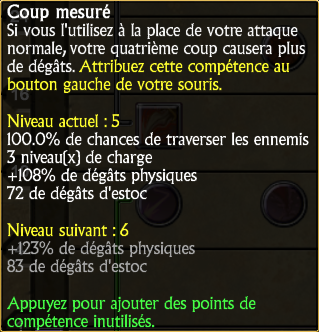 Coup mesuré
Si vous l'utilisez à la place de votre attaque
normale, votre quatrième coup causera plus
de dégâts. Attribuez cette compétence au
bouton gauche de votre souris.
Niveau actuel : 5
100.0% de chances de traverser les ennemis
3 niveau(x) de charge
+108% de dégâts physiques
72 de dégâts d'estoc
Niveau suivant : 6
+123% de dégâts physiques
83 de dégâts d'estoc
Appuyez pour ajouter des points de
compétence inutilisés.